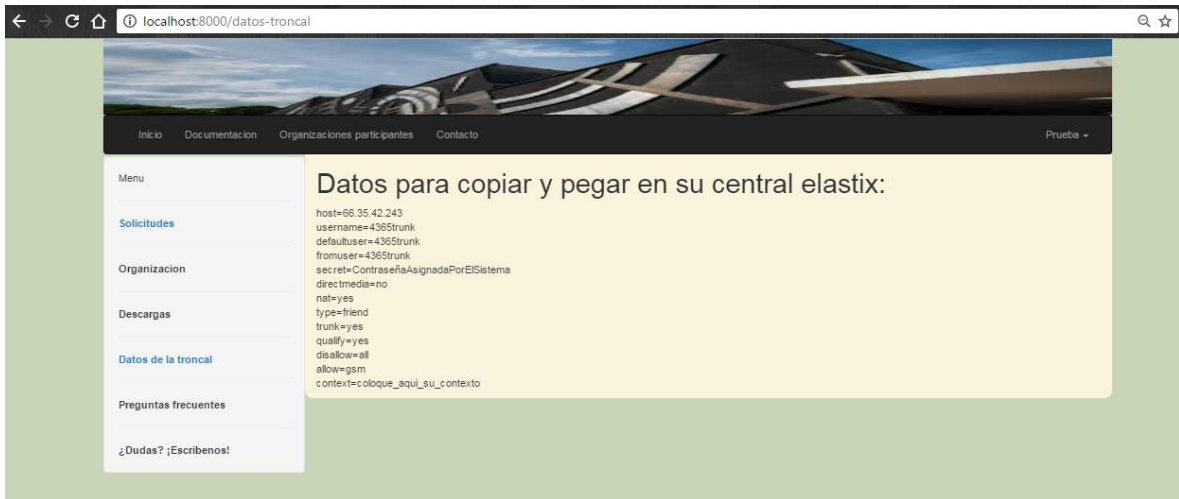 localhost:8000/datos-troncal
Inicio Documentacion Organizaciones participantes Contacto Prueba
Menu
Solicitudes
Organizacion
Descargas
Datos de la troncal
Preguntas frecuentes
¿Dudas? ¡Escribenos!
Datos para copiar y pegar en su central elastix:
host=66.35.42.243
username=4365trunk
defaultuser=4365trunk
fromuser=4365trunk
secret=ContraseñaAsignadaPorElSistema
directmedia=no
nat=yes
type=friend
trunk=yes
qualify=yes
disallow=all
allow=gsm
context=coloque_aqui_su_contexto